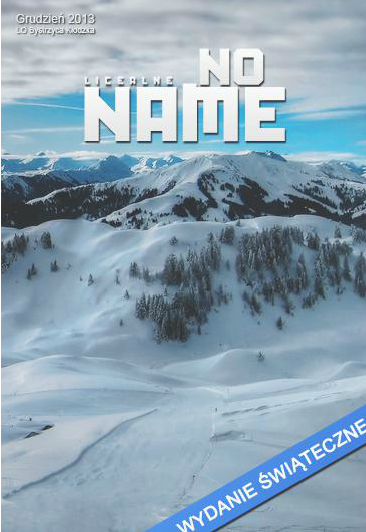 Grudzień 2013
LO Bystrzyca Kłodzka
LICEALNE NO
NAME
WYDANIE ŚWIĄTECZNE